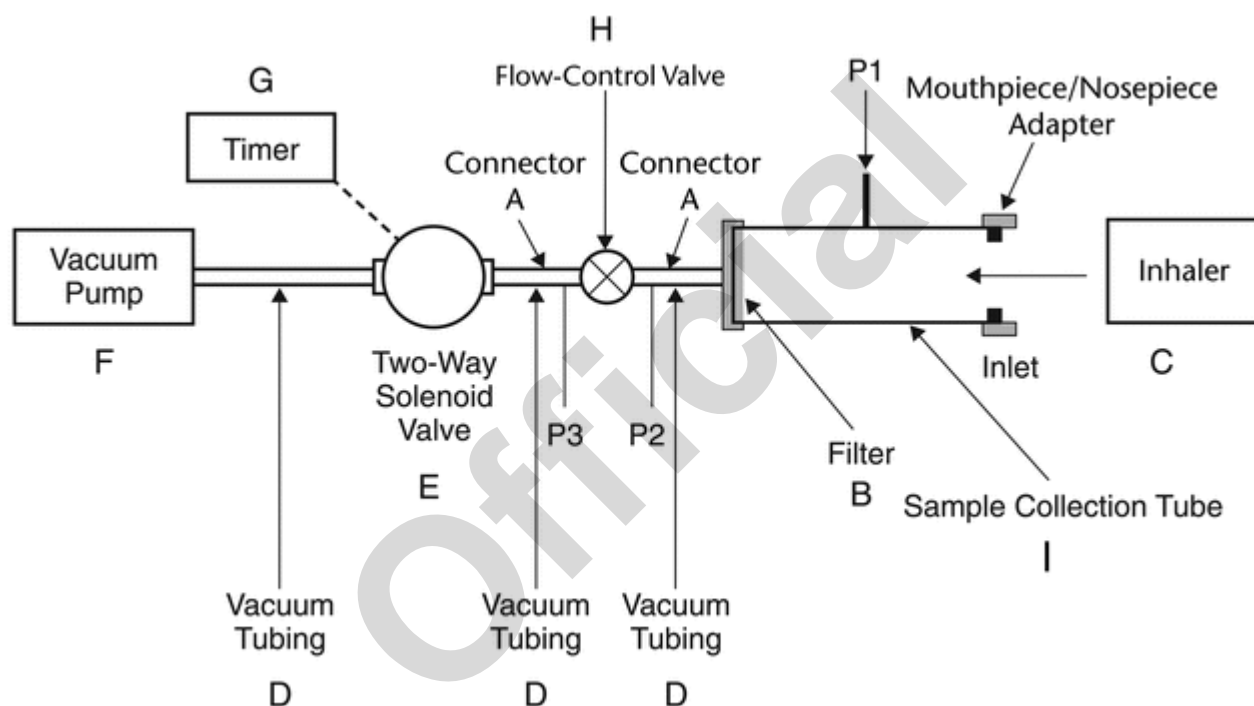 H
Flow-Control Valve
P1
Mouthpiece/Nosepiece
Adapter
G
Timer
Connector
A
Connector
A
Vacuum
Pump
F
Inhaler
C
Two-Way
Solenoid
Valve
E
P3
P2
Inlet
Filter
B
Sample Collection Tube
I
Vacuum
Tubing
D
Vacuum
Tubing
D
Vacuum
Tubing
D
Official